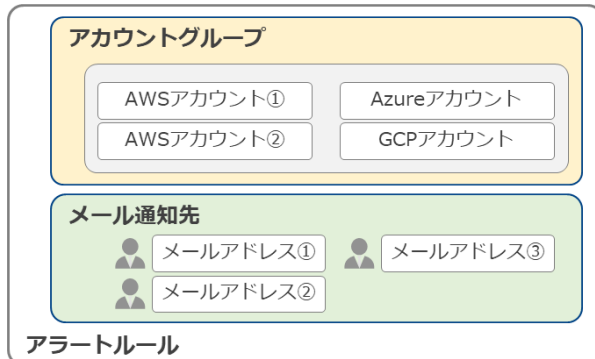 アカウントグループ
AWSアカウント① Azureアカウント
AWSアカウント② GCPアカウント
メール通知先
メールアドレス① メールアドレス③
メールアドレス②
アラートルール